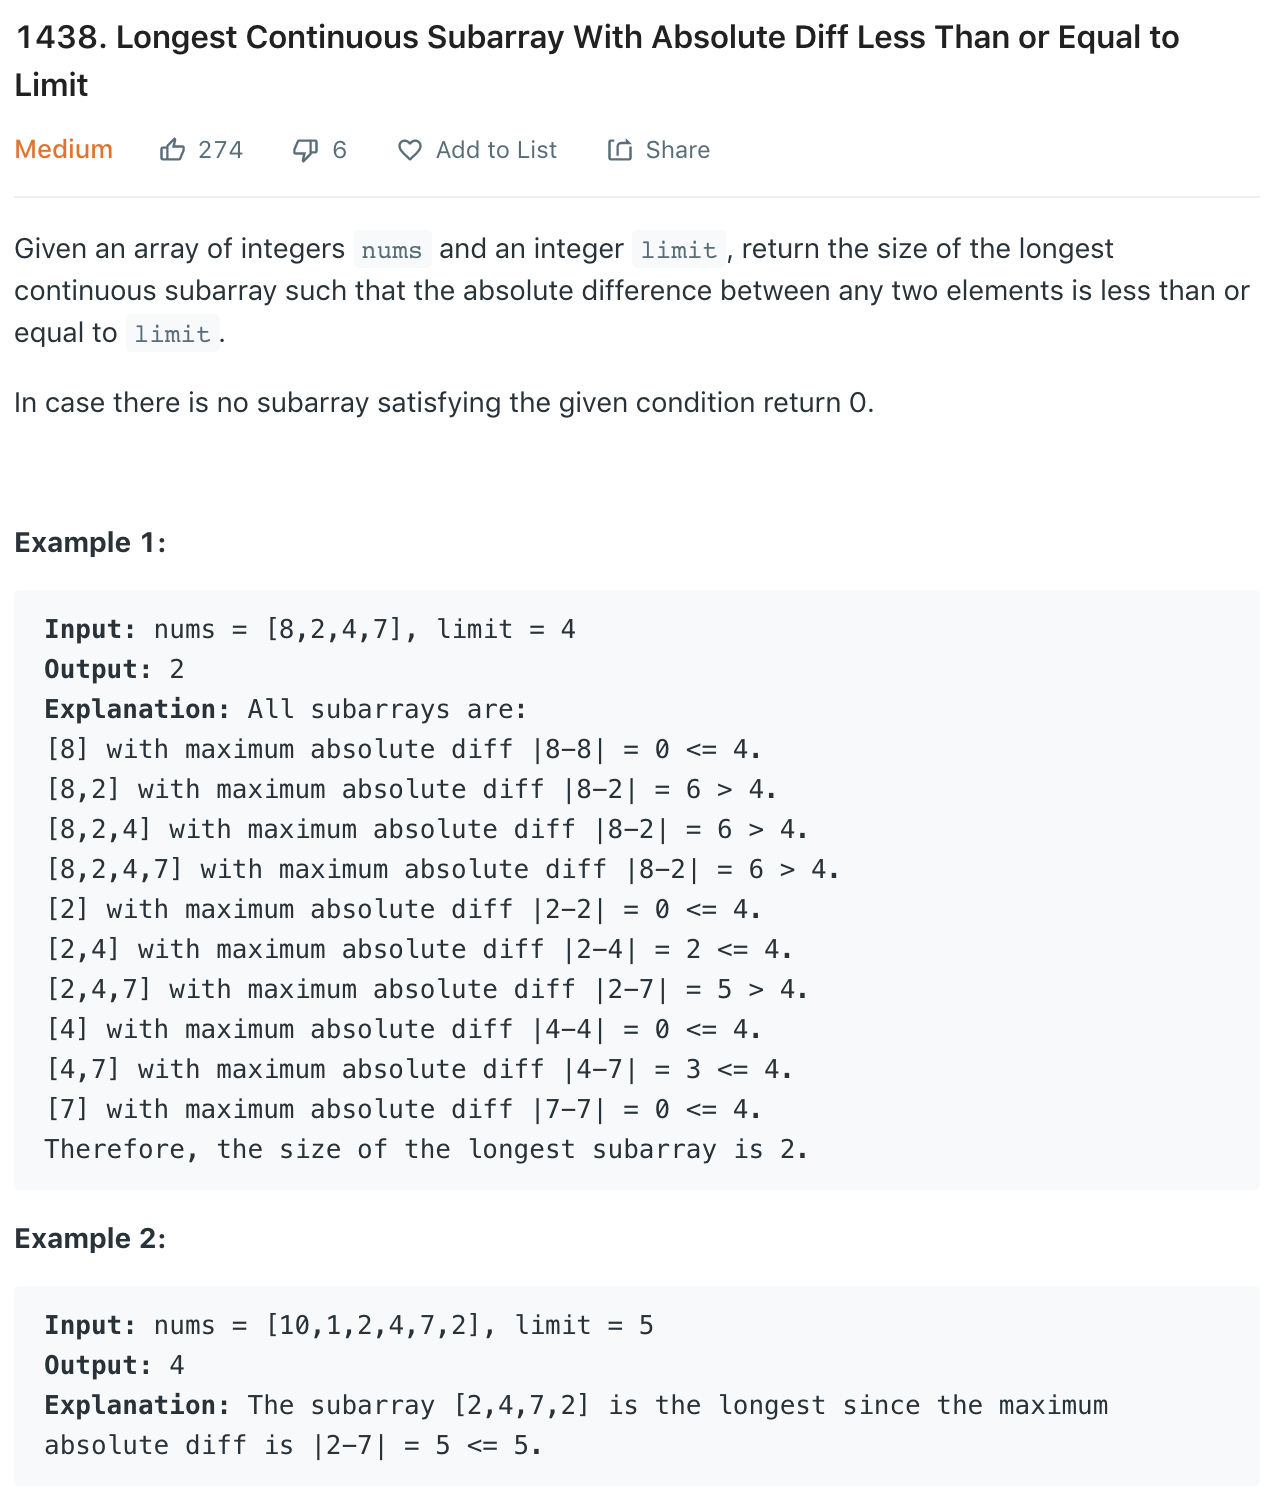 1438. Longest Continuous Subarray With Absolute Diff Less Than or Equal to
Limit
Medium 274 6 Add to List Share
Given an array of integers nums and an integer limit, return the size of the longest
continuous subarray such that the absolute difference between any two elements is less than or
equal to limit.
In case there is no subarray satisfying the given condition return 0.
Example 1:
Input: nums = [8,2,4,7], limit = 4
Output: 2
Explanation: All subarrays are:
[8] with maximum absolute diff |8-8| = 0 <= 4.
[8,2] with maximum absolute diff |8-2| = 6 > 4.
[8,2,4] with maximum absolute diff |8-2| = 6 > 4.
[8,2,4,7] with maximum absolute diff |8-2| = 6 > 4.
[2] with maximum absolute diff |2-2| = 0 <= 4.
[2,4] with maximum absolute diff |2-4| = 2 <= 4.
[2,4,7] with maximum absolute diff |2-7| = 5 > 4.
[4] with maximum absolute diff |4-4| = 0 <= 4.
[4,7] with maximum absolute diff |4-7| = 3 <= 4.
[7] with maximum absolute diff |7-7| = 0 <= 4.
Therefore, the size of the longest subarray is 2.
Example 2:
Input: nums = [10,1,2,4,7,2], limit = 5
Output: 4
Explanation: The subarray [2,4,7,2] is the longest since the maximum
absolute diff is |2-7| = 5 <= 5.